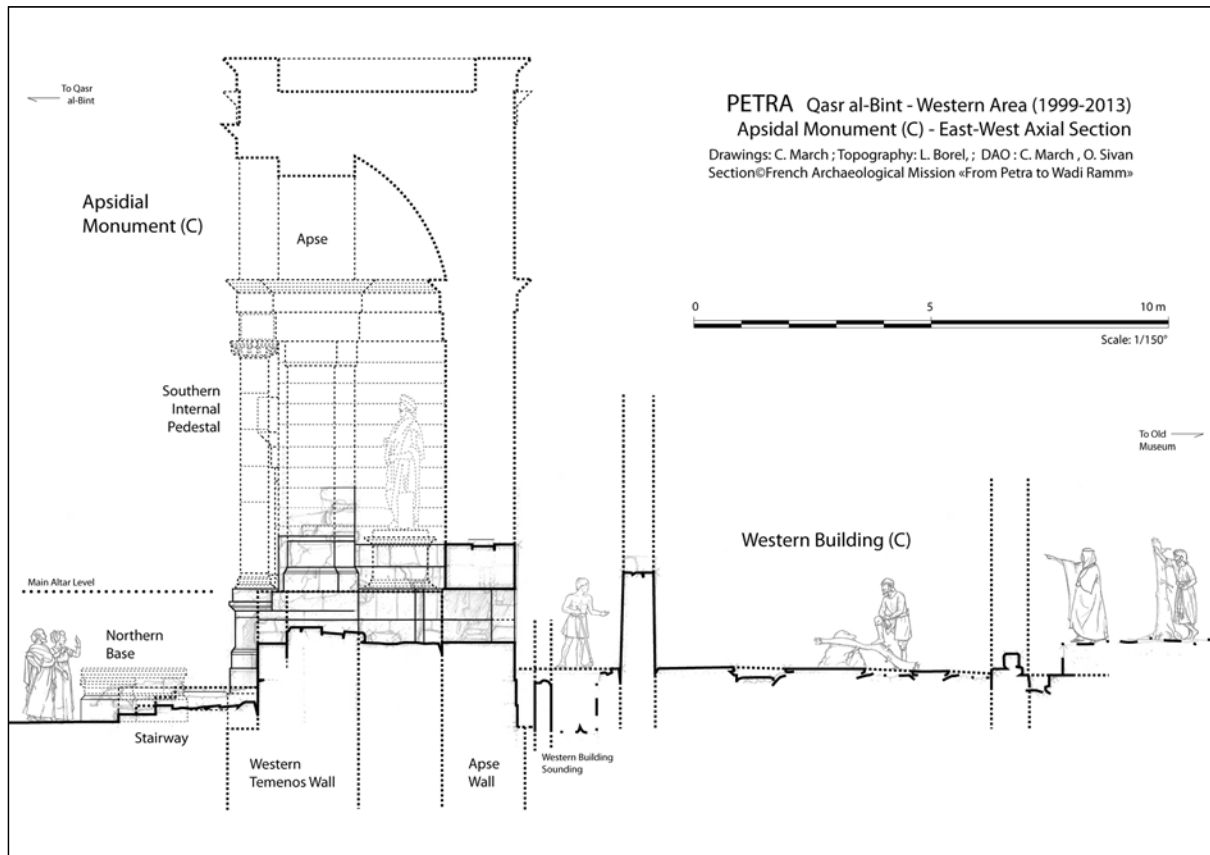 To Qasr
al-Bint
PETRA Qasr al-Bint - Western Area (1999-2013)
Apsidal Monument (C) - East-West Axial Section
Drawings: C. March ; Topography: L. Borel, ; DAO : C. March , O. Sivan
Section©French Archaeological Mission «From Petra to Wadi Ramm»
Apsidial
Monument (C)
Apse
0
5
10 m
Scale: 1/150°
Southern
Internal
Pedestal
To Old
Museum
Western Building (C)
Main Altar Level
Northern
Base
Stairway
Western
Temenos Wall
Apse
Wall
Western Building
Sounding